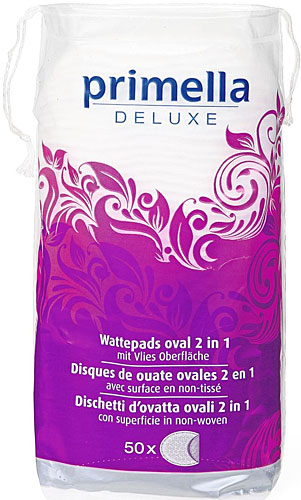 primella
DELUXE
Wattepads oval 2 in 1
mit Vlies Oberfläche
Disques de ouate ovales 2 en 1
avec surface en non-tissé
Dischetti d'ovatta ovali 2 in 1
con superficie in non-woven
50x